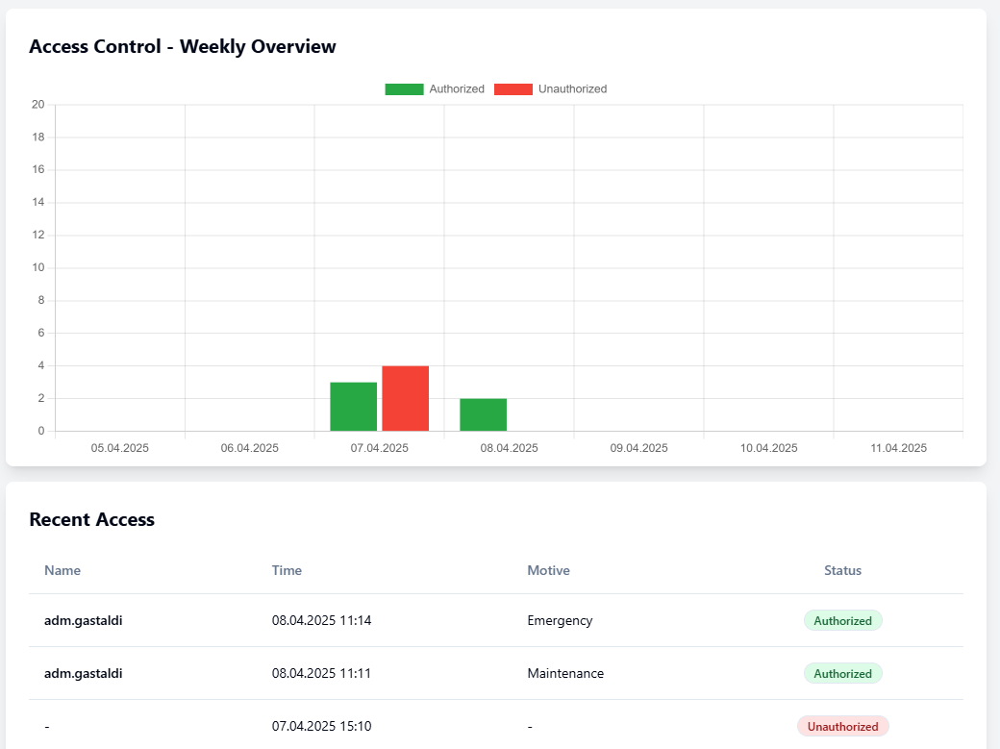 Access Control - Weekly Overview
Authorized Unauthorized
20
18
16
14
12
10
8
6
4
2
0
05.04.2025 06.04.2025 07.04.2025 08.04.2025 09.04.2025 10.04.2025 11.04.2025
Recent Access
Name Time Motive Status
adm.gastaldi 08.04.2025 11:14 Emergency Authorized
adm.gastaldi 08.04.2025 11:11 Maintenance Authorized
- 07.04.2025 15:10 - Unauthorized